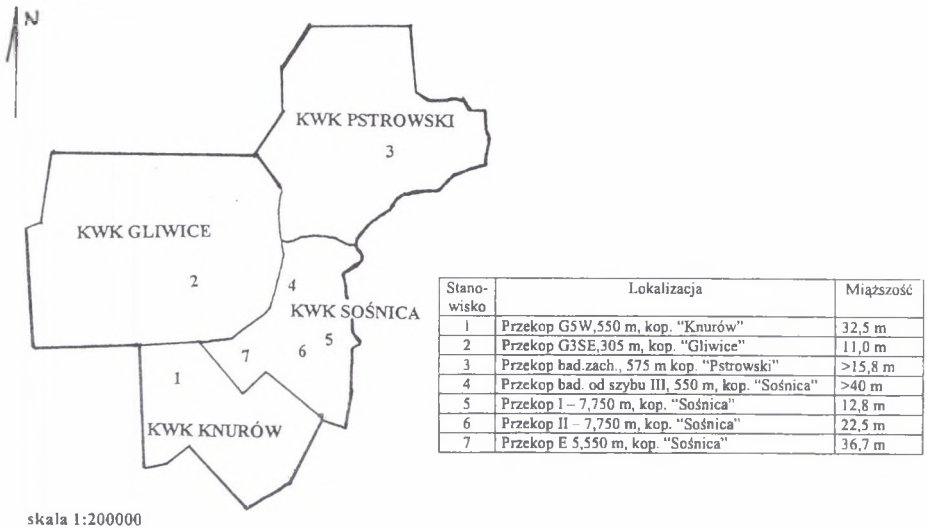 N
KWK PSTROWSKI
3
KWK GLIWICE
2
4
KWK SOŚNICA
5
6
7
1
KWK KNURÓW
skala 1:200000
Stano-wisko Lokalizacja Miąższość
1 Przekop G5W,550 m, kop. "Knurów" 32,5 m
2 Przekop G3SE,305 m, kop. "Gliwice" 11,0 m
3 Przekop bad.zach., 575 m kop. "Pstrowski" >15,8 m
4 Przekop bad. od szybu III, 550 m, kop. "Sośnica" >40 m
5 Przekop I – 7,750 m, kop. "Sośnica" 12,8 m
6 Przekop II – 7,750 m, kop. "Sośnica" 22,5 m
7 Przekop E 5,550 m, kop. "Sośnica" 36,7 m